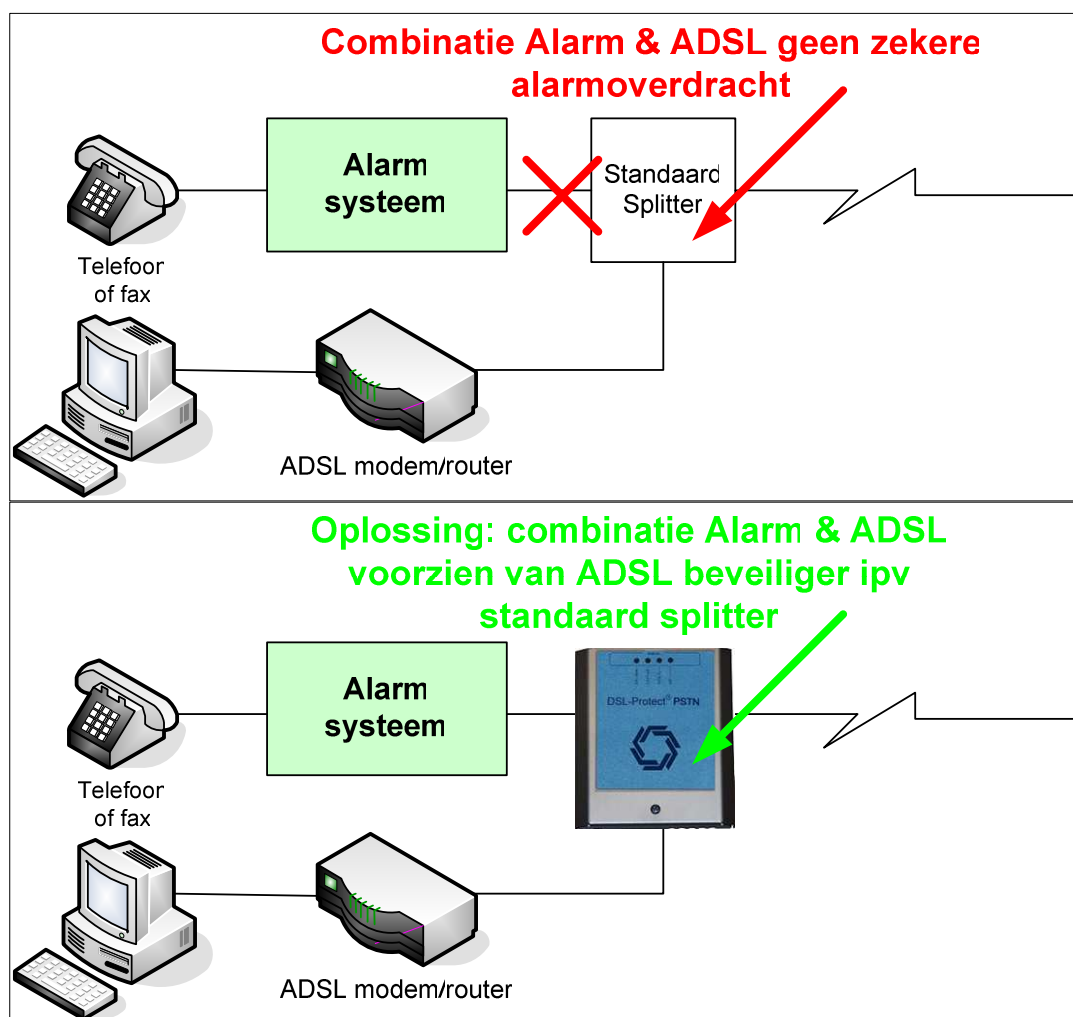 Combinatie Alarm & ADSL geen zekere
alarmoverdracht
Alarm
systeem
Standaard
Splitter
Telefoor
of fax
ADSL modem/router
Oplossing: combinatie Alarm & ADSL
voorzien van ADSL beveiliger ipv
standaard splitter
Alarm
systeem
DSL-Protect® PSTN
Telefoor
of fax
ADSL modem/router